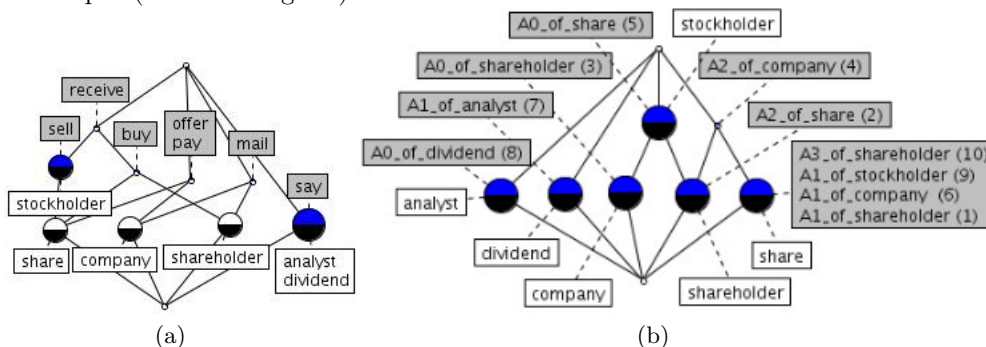 receive
sell
buy
offer
pay
mail
say
stockholder
share
company
shareholder
analyst
dividend
(a)
A0_of_share (5)
stockholder
A0_of_shareholder (3)
A2_of_company (4)
A1_of_analyst (7)
A2_of_share (2)
A0_of_dividend (8)
A3_of_shareholder (10)
A1_of_stockholder (9)
A1_of_company (6)
A1_of_shareholder (1)
analyst
dividend
share
company
shareholder
(b)